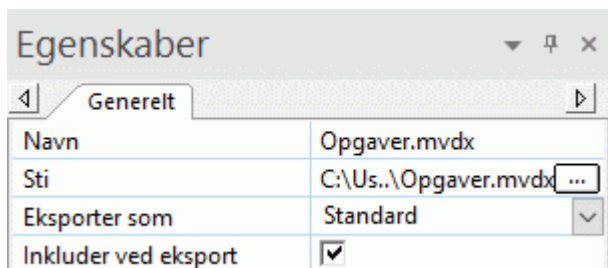 Egenskaber
Generelt
Navn Opgaver.mvdx
Sti C:\Us..\Opgaver.mvdx ...
Eksporter som Standard
Inkluder ved eksport